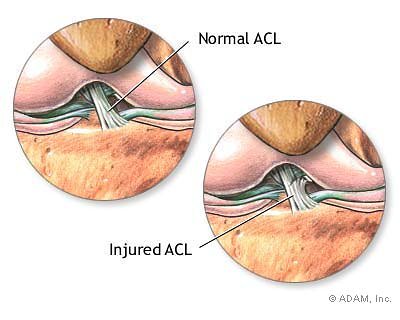 Normal ACL
Injured ACL
© ADAM, Inc.